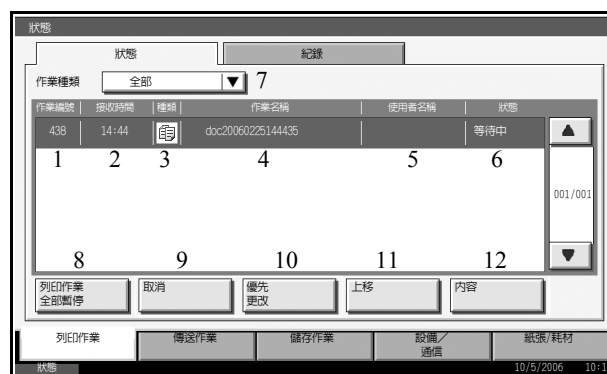 狀態
狀態 紀錄
作業種類 全部 ▼ 7
作業編號 接收時間 種類 作業名稱 使用者名稱 狀態
438 14:44 doc20060225144435 等待中
1 2 3 4 5 6
001/001
8 9 10 11 12
列印作業
全部暫停 取消 優先
更改 上移 內容
列印作業 傳送作業 儲存作業 設備/
通信 紙張/耗材
狀態 10/5/2006 10:1